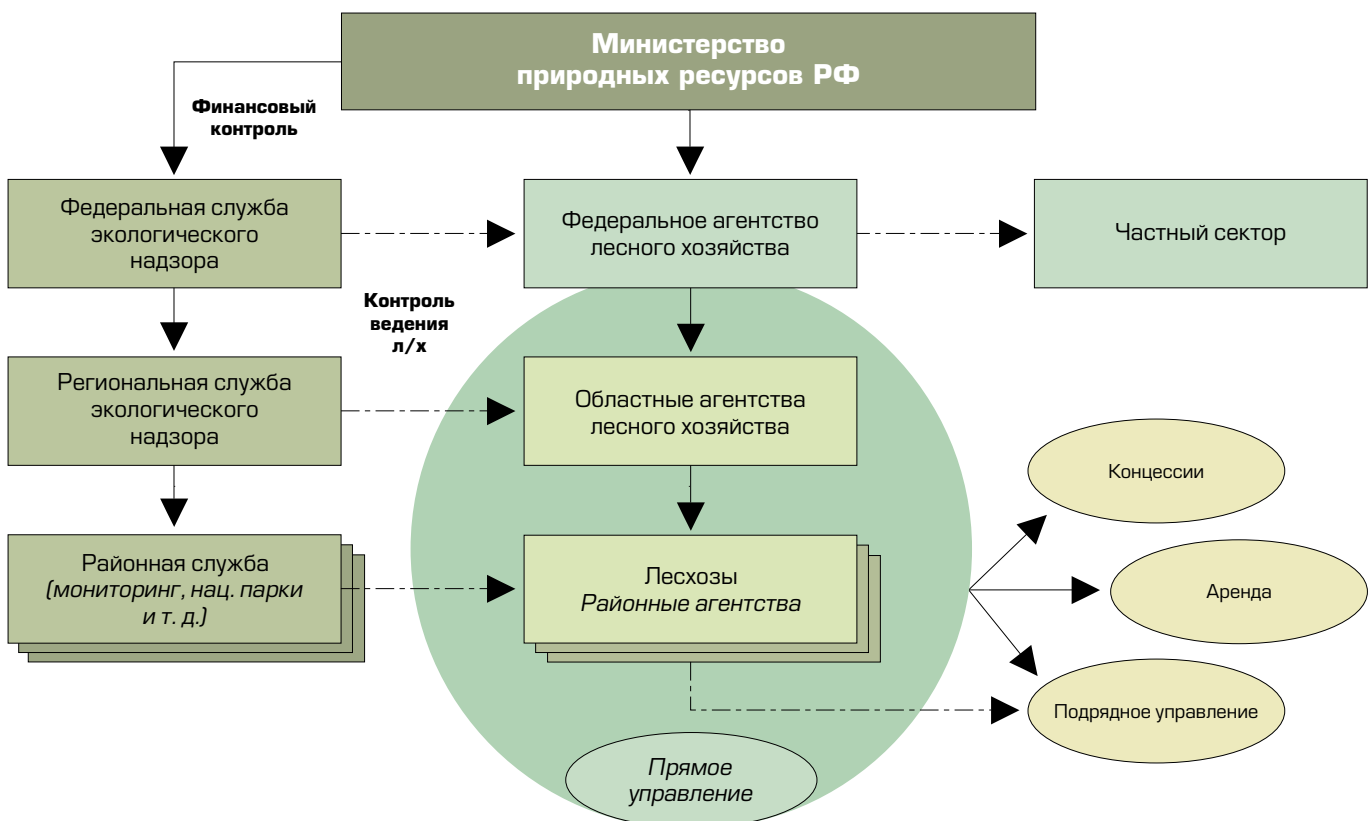 Министерство
природных ресурсов РФ
Финансовый
контроль
Федеральная служба
экологического
надзора
Федеральное агентство
лесного хозяйства
Частный сектор
Контроль
ведения
л/х
Региональная служба
экологического
надзора
Областные агентства
лесного хозяйства
Концессии
Районная служба
(мониторинг, нац. парки
и т. д.)
Лесхозы
Районные агентства
Аренда
Подрядное управление
Прямое
управление